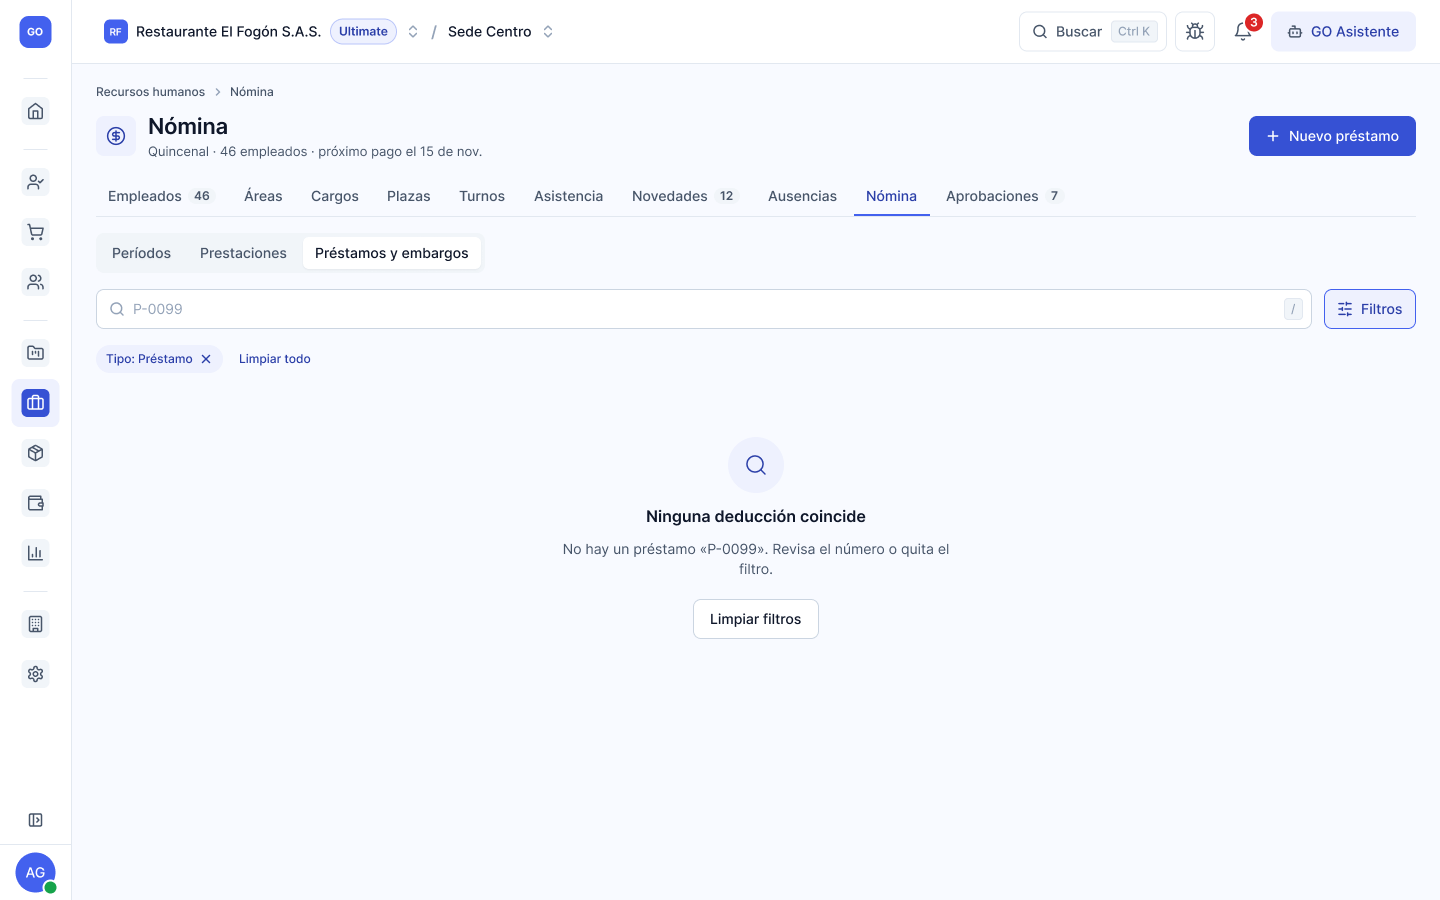 GO
RF Restaurante El Fogón S.A.S. Ultimate / Sede Centro
Buscar Ctrl K
3
GO Asistente
Recursos humanos Nómina
Nómina
Quincenal · 46 empleados · próximo pago el 15 de nov.
Nuevo préstamo
Empleados 46 Áreas Cargos Plazas Turnos Asistencia Novedades 12 Ausencias Nómina Aprobaciones 7
Períodos Prestaciones Préstamos y embargos
P-0099 /
Filtros
Tipo: Préstamo Limpiar todo
Ninguna deducción coincide
No hay un préstamo «P-0099». Revisa el número o quita el
filtro.
Limpiar filtros
AG